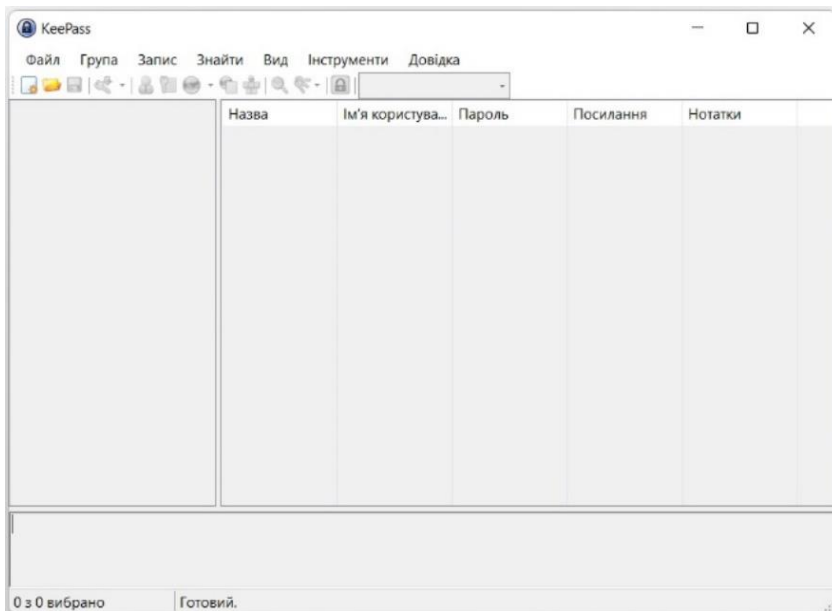 KeePass
Файл Група Запис Знайти Вид Інструменти Довідка
Назва Ім'я користува... Пароль Посилання Нотатки
0 з 0 вибрано Готовий.